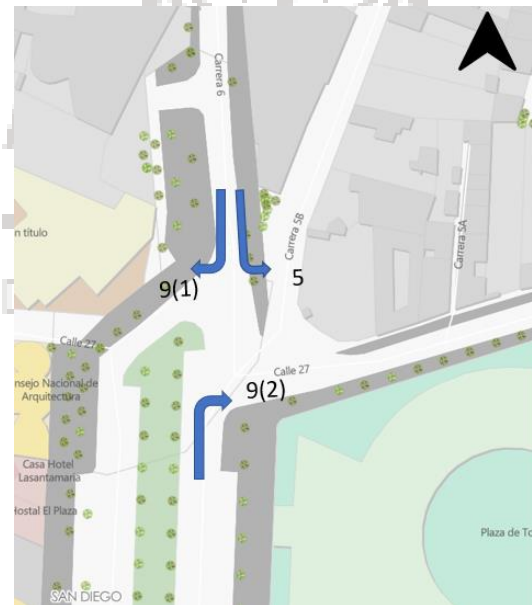 Carrera 6
n título
9(1)
5
Carrera 5B
Carrera 5A
Calle 27
Calle 27
9(2)
nsejo Nacional de
Arquitectura
Casa Hotel
Lasantamaria
Hostal El Plaza
Plaza de To
SAN DIEGO